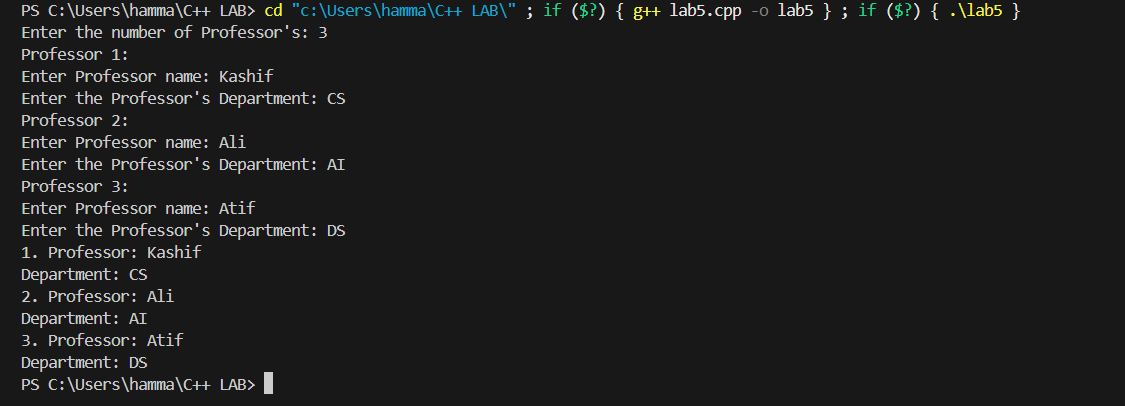 PS C:\Users\hamma\C++ LAB> cd "c:\Users\hamma\C++ LAB\" ; if ($?) { g++ lab5.cpp -o lab5 } ; if ($?) { .\lab5 }
Enter the number of Professor's: 3
Professor 1:
Enter Professor name: Kashif
Enter the Professor's Department: CS
Professor 2:
Enter Professor name: Ali
Enter the Professor's Department: AI
Professor 3:
Enter Professor name: Atif
Enter the Professor's Department: DS
1. Professor: Kashif
Department: CS
2. Professor: Ali
Department: AI
3. Professor: Atif
Department: DS
PS C:\Users\hamma\C++ LAB>